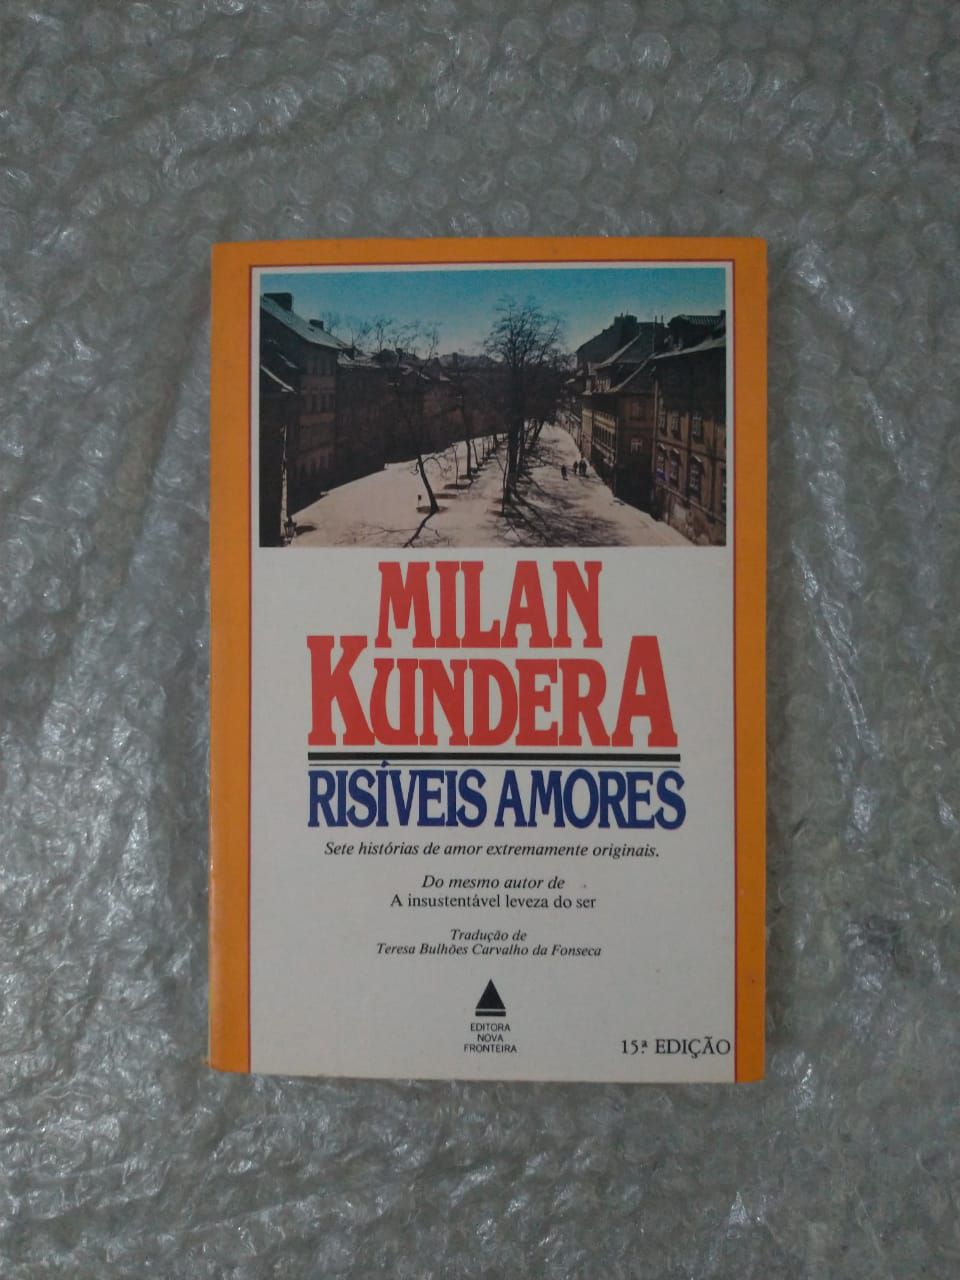 MILAN
KUNDERA
RISÍVEIS AMORES
Sete histórias de amor extremamente originais.
Do mesmo autor de
A insustentável leveza do ser
Tradução de
Teresa Bulhões Carvalho da Fonseca
EDITORA
NOVA
FRONTEIRA
15ª EDIÇÃO